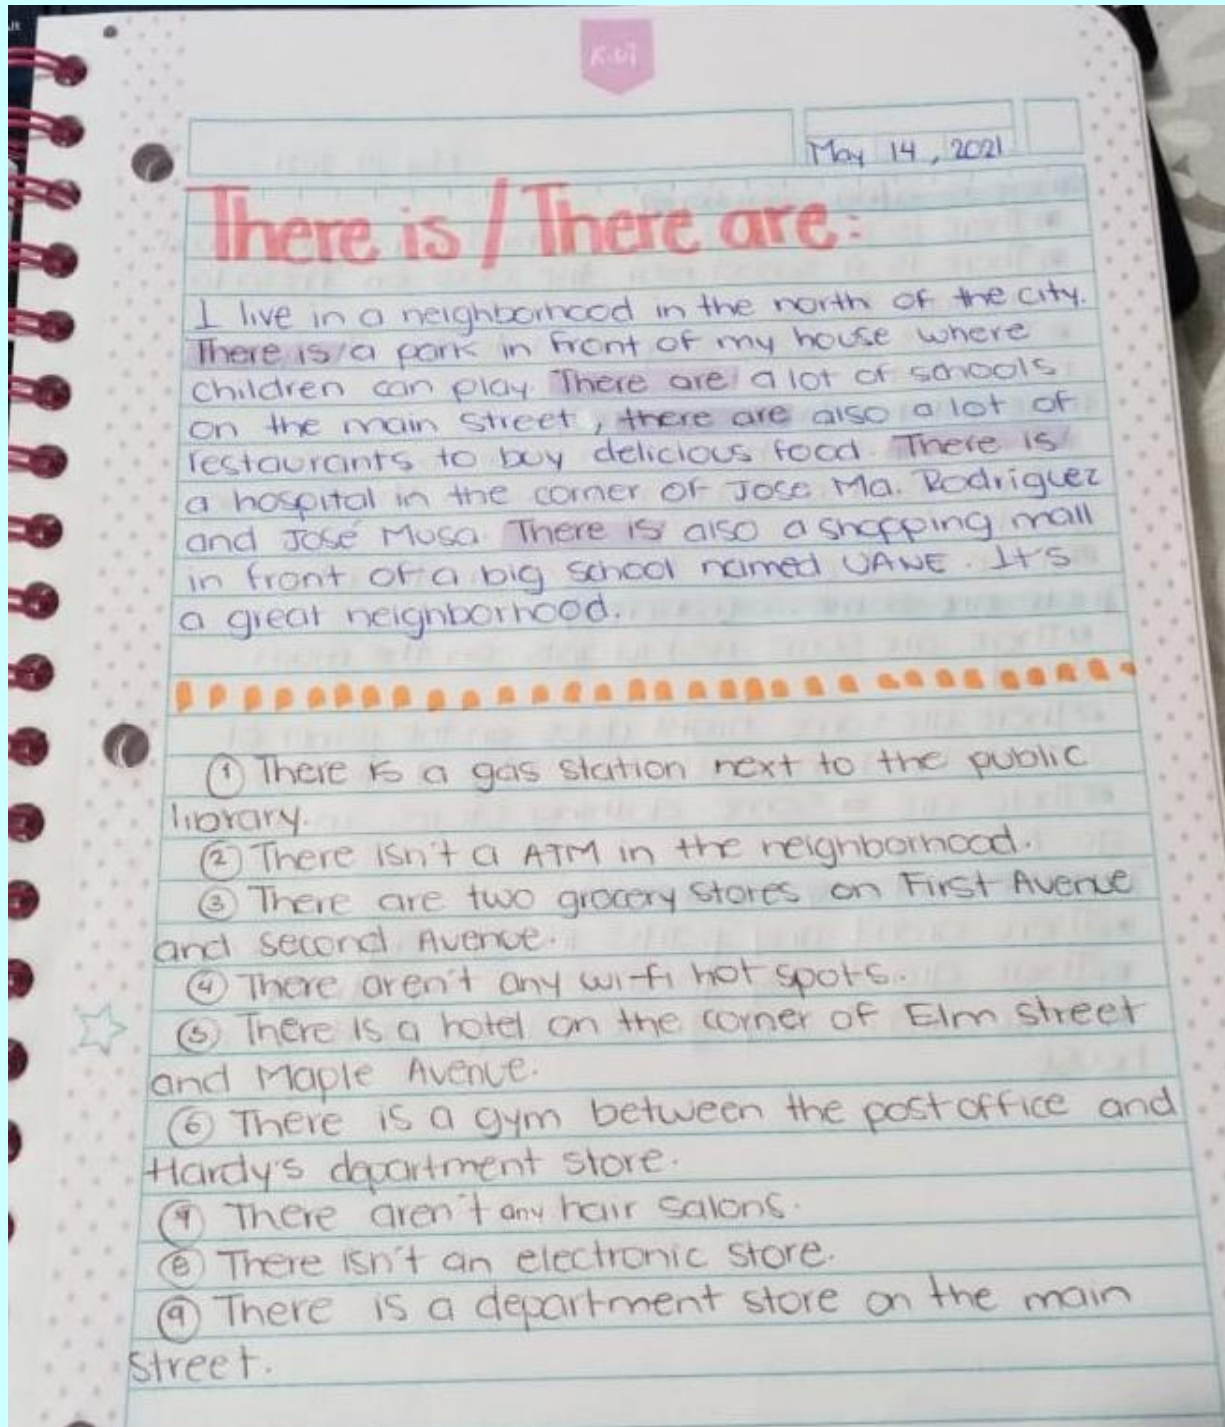 K-Vi
May 14, 2021
There is / There are:
I live in a neighborhood in the north of the city.
There is a park in front of my house where
children can play. There are a lot of schools
on the main street, there are also a lot of
restaurants to buy delicious food. There is
a hospital in the corner of Jose Ma. Rodriguez
and José Musa. There is also a shopping mall
in front of a big school named UANE. It's
a great neighborhood.
① There is a gas station next to the public
library.
② There isn't a ATM in the neighborhood.
③ There are two grocery stores on First Avenue
and second Avenue.
④ There aren't any wi-fi hot spots.
⑤ There is a hotel on the corner of Elm street
and Maple Avenue.
⑥ There is a gym between the post office and
Hardy's department store.
⑦ There aren't any hair salons.
⑧ There isn't an electronic store.
⑨ There is a department store on the main
street.